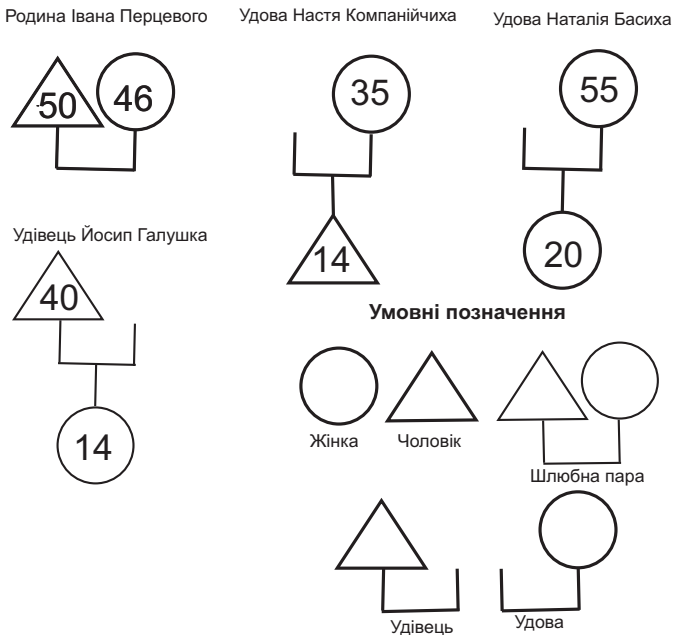 Родина Івана Перцевого
Удова Настя Компанійчиха
Удова Наталія Басиха
50
46
35
55
14
20
Удівець Йосип Галушка
40
14
Умовні позначення
Жінка
Чоловік
Шлюбна пара
Удівець
Удова